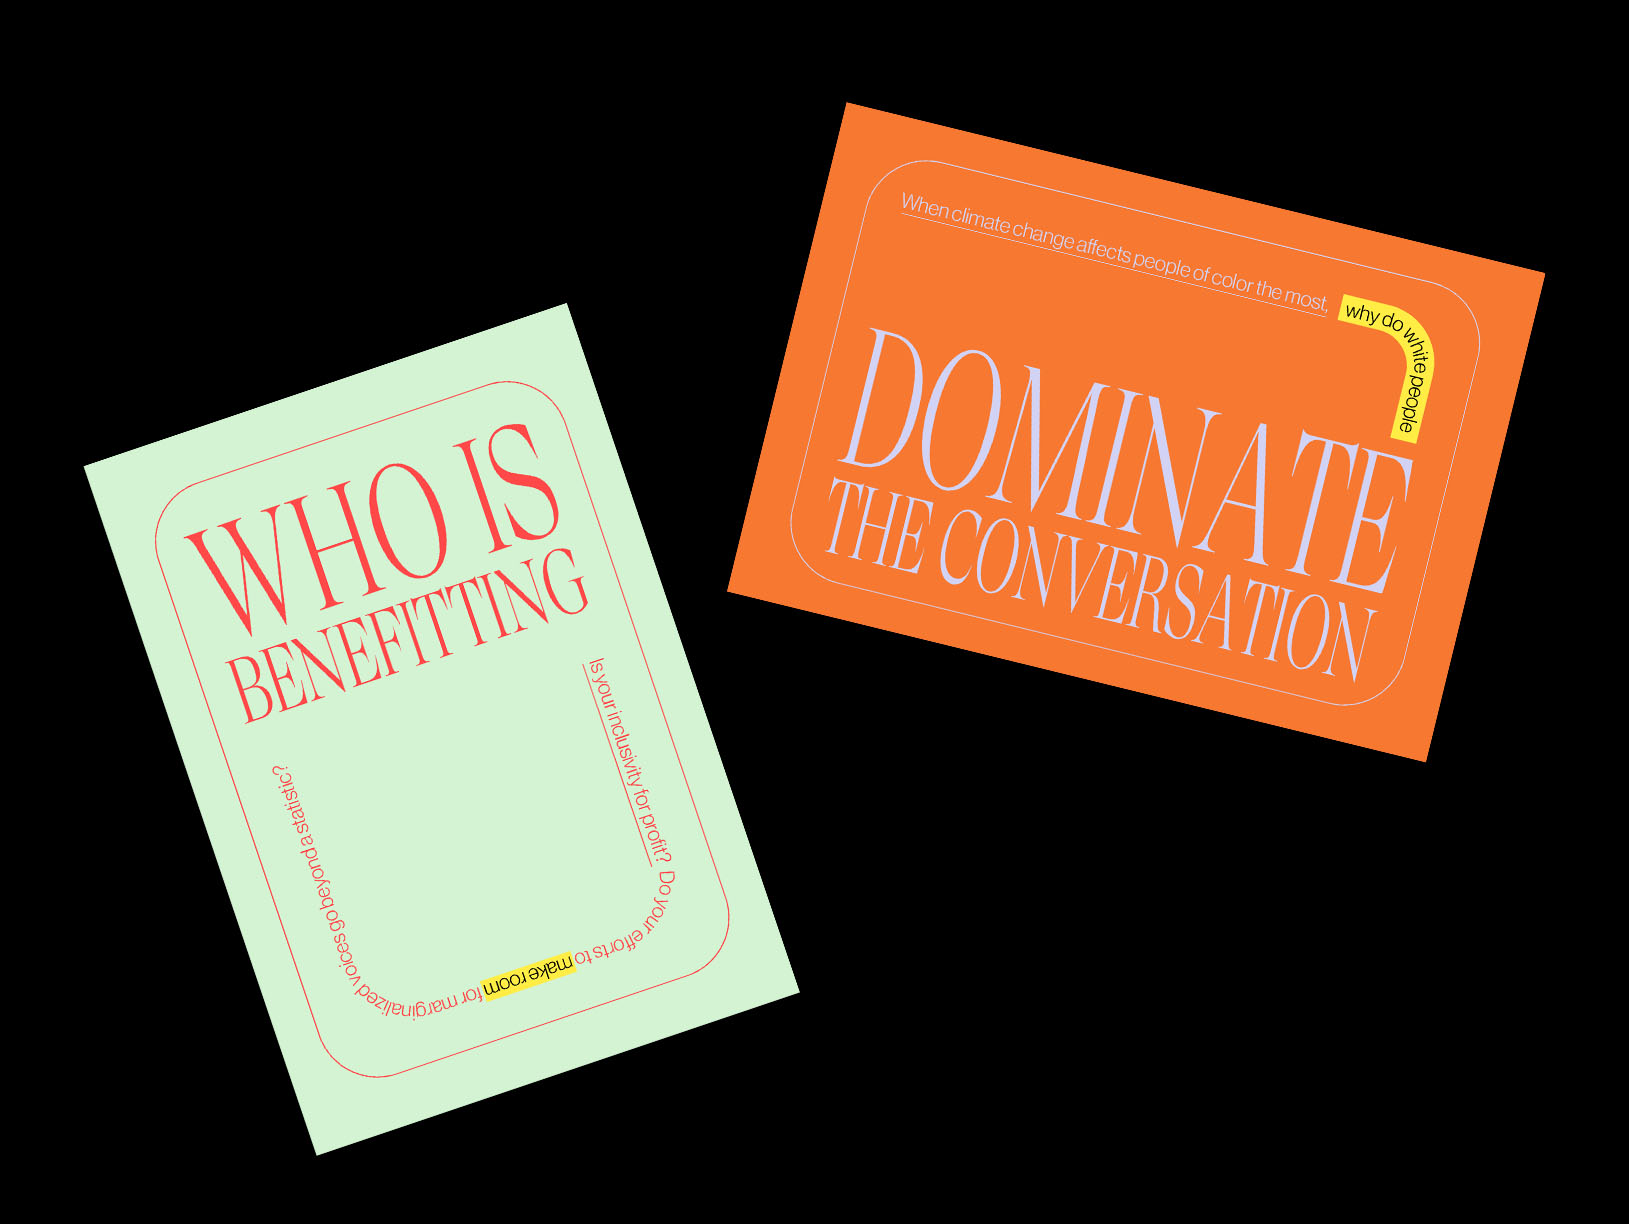 WHO IS
BENEFITTING
Is your inclusivity for profit? Do your efforts to make room for marginalized voices go beyond a statistic?
When climate change affects people of color the most, why do white people
DOMINATE
THE CONVERSATION